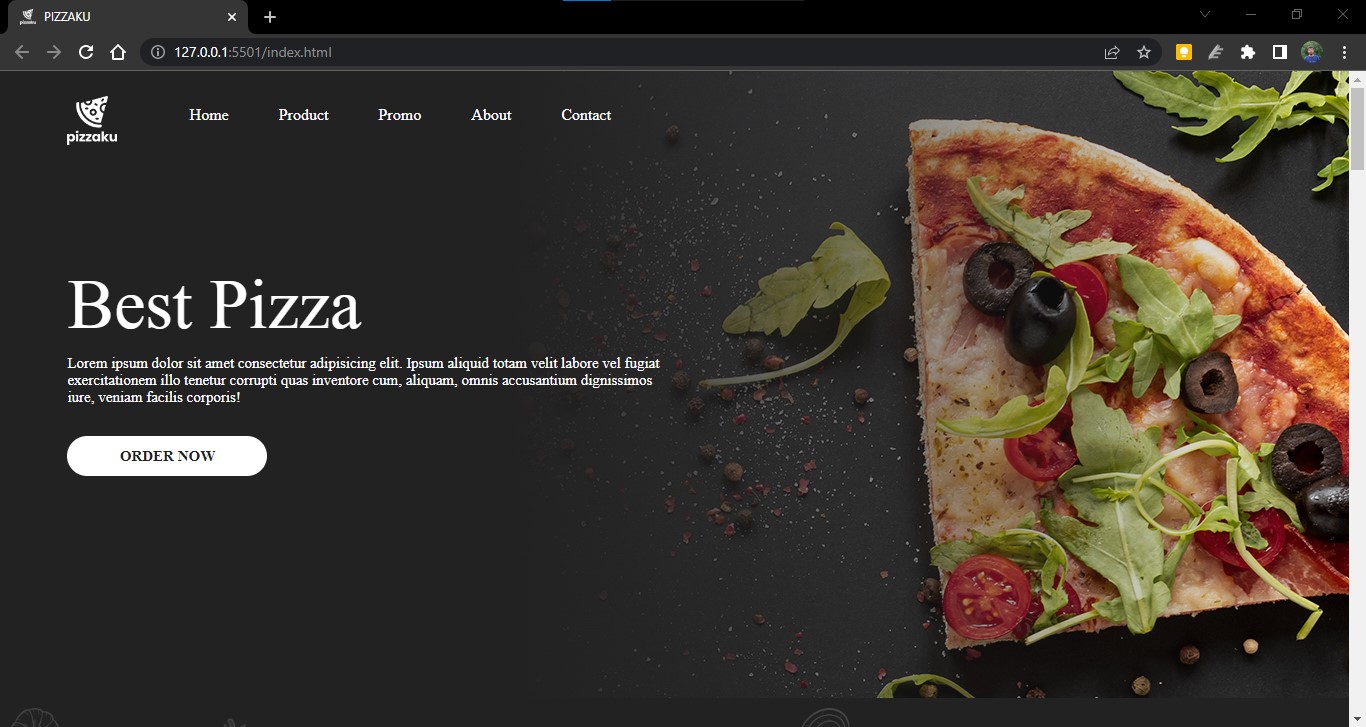 pizzaku PIZZAKU
127.0.0.1:5501/index.html
pizzaku
Home Product Promo About Contact
Best Pizza
Lorem ipsum dolor sit amet consectetur adipisicing elit. Ipsum aliquid totam velit labore vel fugiat
exercitationem illo tenetur corrupti quas inventore cum, aliquam, omnis accusantium dignissimos
iure, veniam facilis corporis!
ORDER NOW